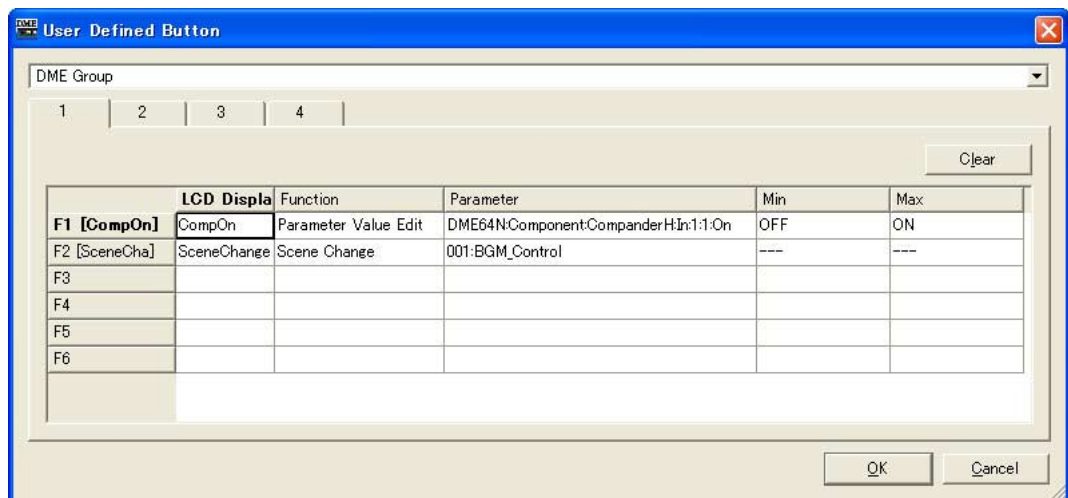 DME User Defined Button
DME Group
1 2 3 4
Clear
LCD Displa Function Parameter Min Max
F1 [CompOn] CompOn Parameter Value Edit DME64N:Component:CompanderH:In:1:1:On OFF ON
F2 [SceneCha] SceneChange Scene Change 001:BGM_Control --- ---
F3
F4
F5
F6
OK Cancel